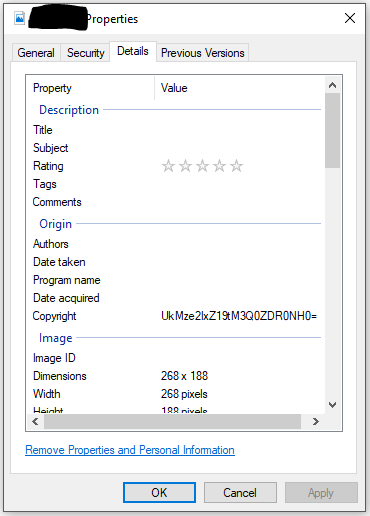 Properties
General Security Details Previous Versions
Property Value
Description
Title
Subject
Rating
Tags
Comments
Origin
Authors
Date taken
Program name
Date acquired
Copyright UkMze2lxZ19tM3Q0ZDR0NH0=
Image
Image ID
Dimensions 268 x 188
Width 268 pixels
Height 188 pixels
Remove Properties and Personal Information
OK Cancel Apply